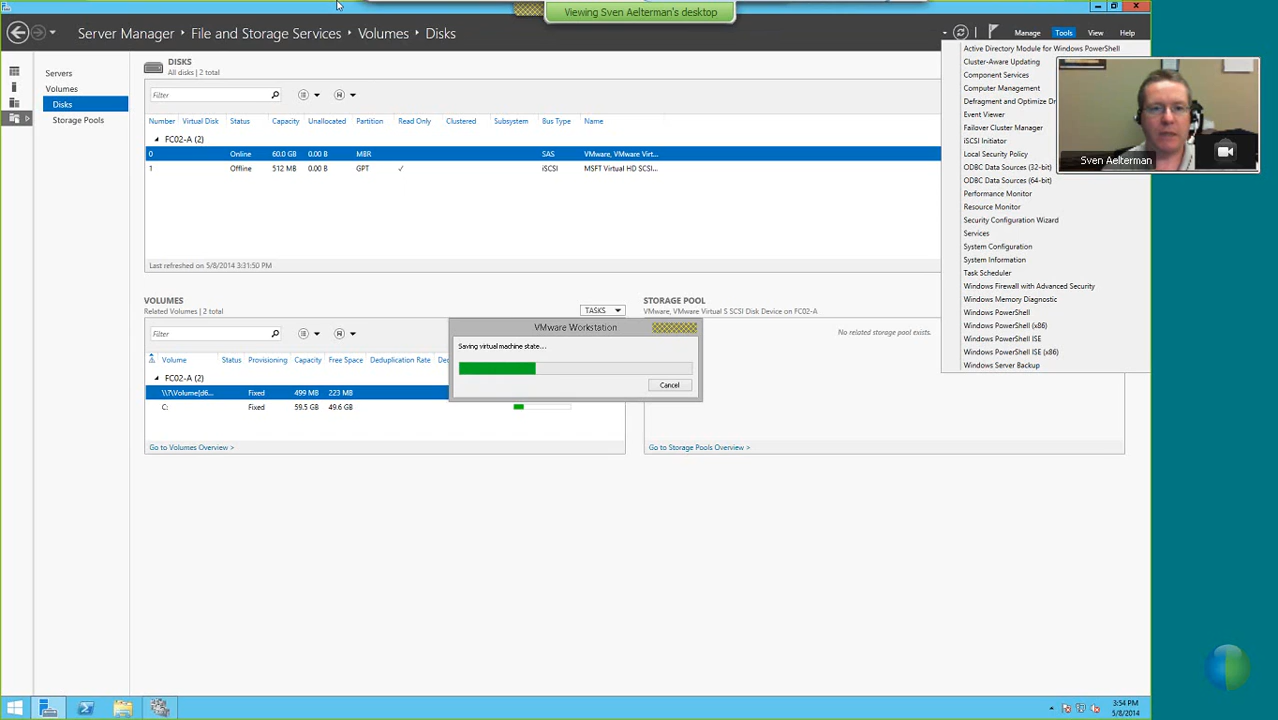 Viewing Sven Aelterman's desktop
Server Manager
File and Storage Services
Volumes
Disks
Manage
Tools
View
Help
Servers
Volumes
Disks
Storage Pools
DISKS
All disks | 2 total
Filter
Number Virtual Disk Status Capacity Unallocated Partition Read Only Clustered Subsystem Bus Type Name
FC02-A (2)
0 Online 60.0 GB 0.00 B MBR SAS VMware, VMware Virt...
1 Offline 512 MB 0.00 B GPT ✓ iSCSI MSFT Virtual HD SCSI...
Last refreshed on 5/8/2014 3:31:50 PM
Active Directory Module for Windows PowerShell
Cluster-Aware Updating
Component Services
Computer Management
Defragment and Optimize Dr
Event Viewer
Failover Cluster Manager
iSCSI Initiator
Local Security Policy
ODBC Data Sources (32-bit)
ODBC Data Sources (64-bit)
Performance Monitor
Resource Monitor
Security Configuration Wizard
Services
System Configuration
System Information
Task Scheduler
Windows Firewall with Advanced Security
Windows Memory Diagnostic
Windows PowerShell
Windows PowerShell (x86)
Windows PowerShell ISE
Windows PowerShell ISE (x86)
Windows Server Backup
Sven Aelterman
VOLUMES
Related Volumes | 2 total
TASKS
Filter
Volume Status Provisioning Capacity Free Space Deduplication Rate De
FC02-A (2)
\\?\Volume{d6... Fixed 499 MB 223 MB
C: Fixed 59.5 GB 49.6 GB
Go to Volumes Overview >
STORAGE POOL
VMware, VMware Virtual S SCSI Disk Device on FC02-A
No related storage pool exists.
Go to Storage Pools Overview >
VMware Workstation
Saving virtual machine state...
Cancel
3:54 PM
5/8/2014